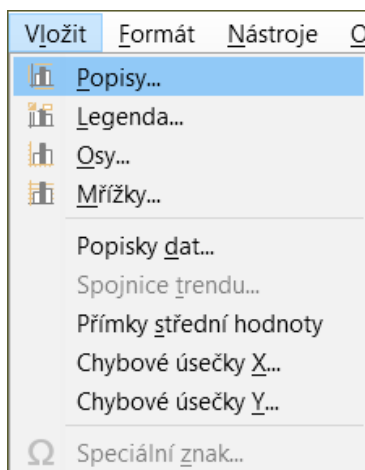 Vložit Formát Nástroje O
Popisy...
Legenda...
Osy...
Mřížky...
Popisky dat...
Spojnice trendu...
Přímky střední hodnoty
Chybové úsečky X...
Chybové úsečky Y...
Ω Speciální znak...